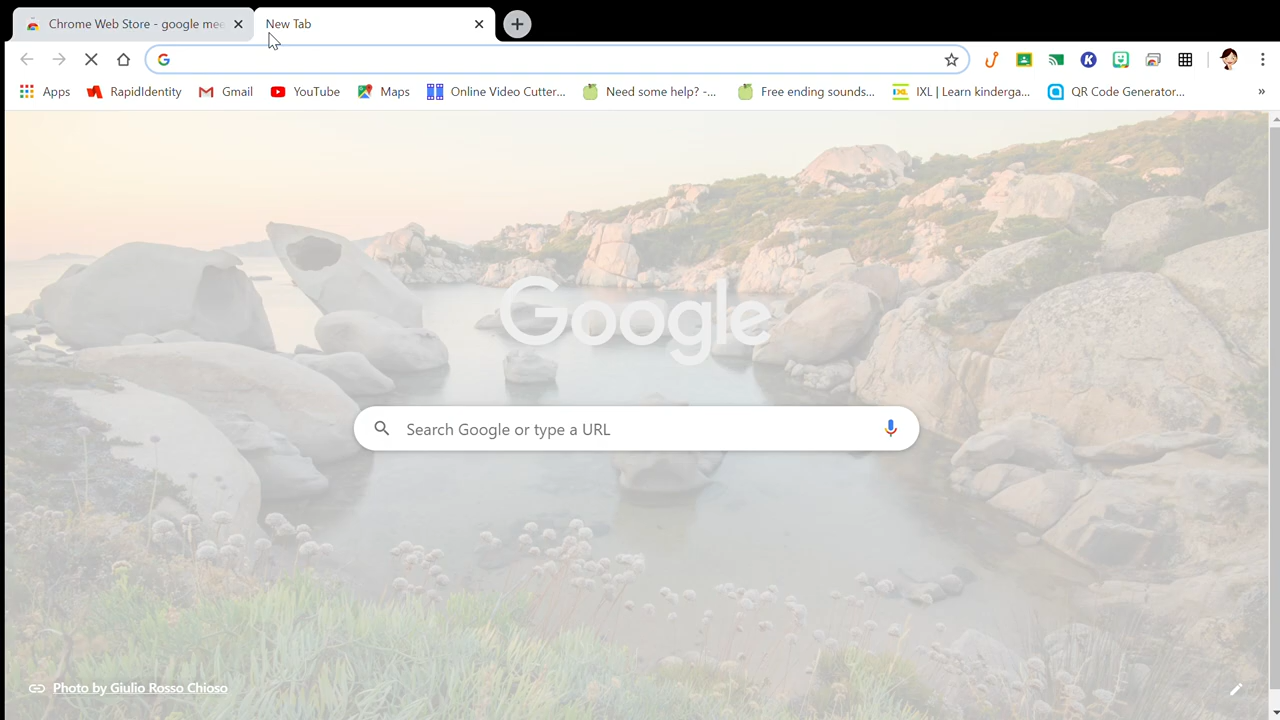 Chrome Web Store - google mee
New Tab
Apps
RapidIdentity
Gmail
YouTube
Maps
Online Video Cutter...
Need some help? -...
Free ending sounds...
IXL | Learn kinderga...
QR Code Generator...
»
Google
Search Google or type a URL
Photo by Giulio Rosso Chioso